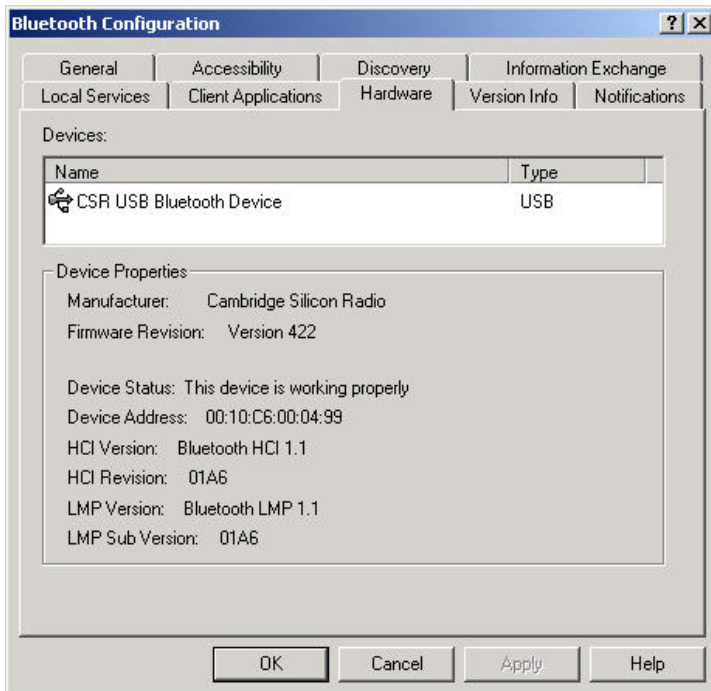 Bluetooth Configuration
General Accessibility Discovery Information Exchange
Local Services Client Applications Hardware Version Info Notifications
Devices:
Name Type
CSR USB Bluetooth Device USB
Device Properties
Manufacturer: Cambridge Silicon Radio
Firmware Revision: Version 422
Device Status: This device is working properly
Device Address: 00:10:C6:00:04:99
HCI Version: Bluetooth HCI 1.1
HCI Revision: 01A6
LMP Version: Bluetooth LMP 1.1
LMP Sub Version: 01A6
OK Cancel Apply Help